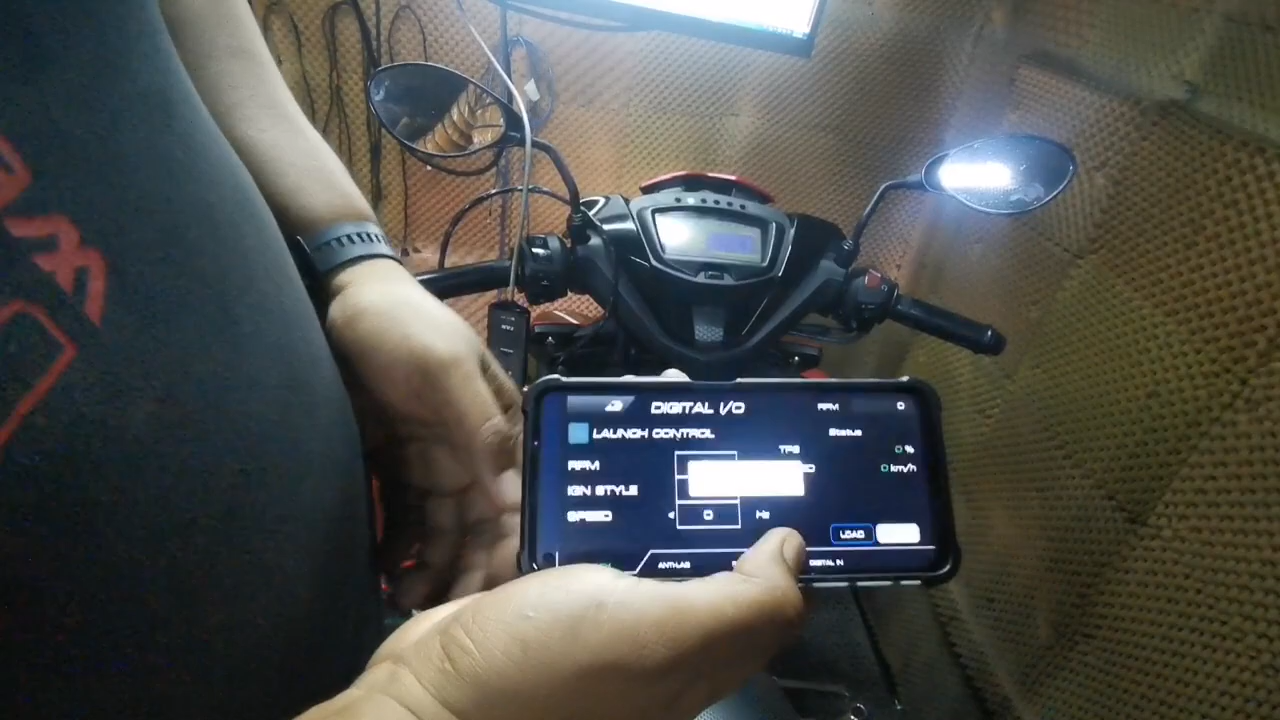 DIGITAL I/O
RPM 0
LAUNCH CONTROL
Status
TPS 0 %
RPM
0 km/h
IGN STYLE
SPEED < 0 Hz
LOAD
ANTI-LAG DIGITAL IN